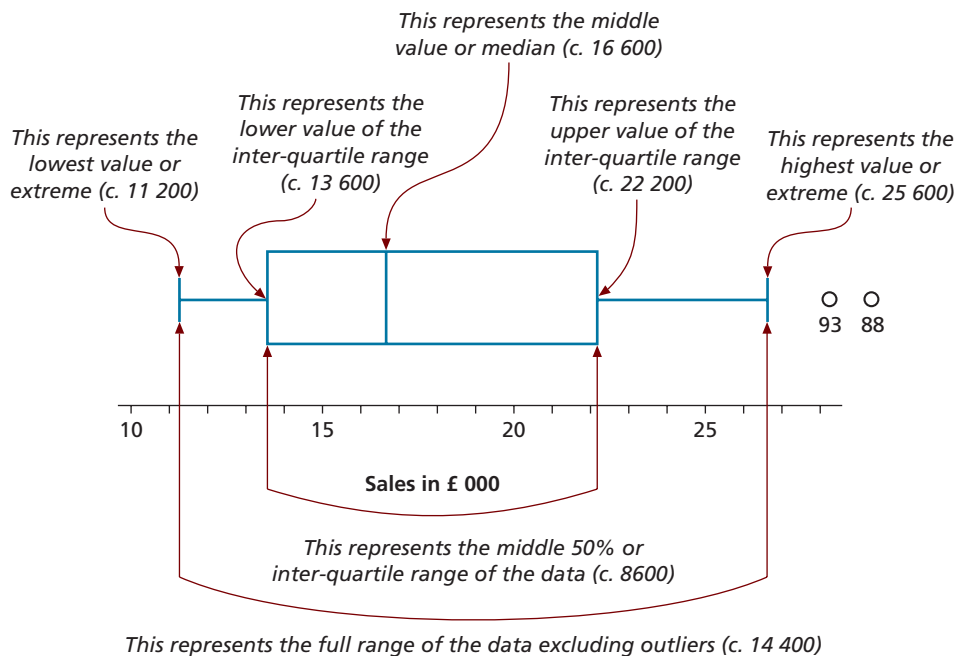 This represents the middle
value or median (c. 16 600)
This represents the
lower value of the
inter-quartile range
(c. 13 600)
This represents the
upper value of the
inter-quartile range
(c. 22 200)
This represents the
lowest value or
extreme (c. 11 200)
This represents the
highest value or
extreme (c. 25 600)
93 88
10 15 20 25
Sales in £ 000
This represents the middle 50% or
inter-quartile range of the data (c. 8600)
This represents the full range of the data excluding outliers (c. 14 400)